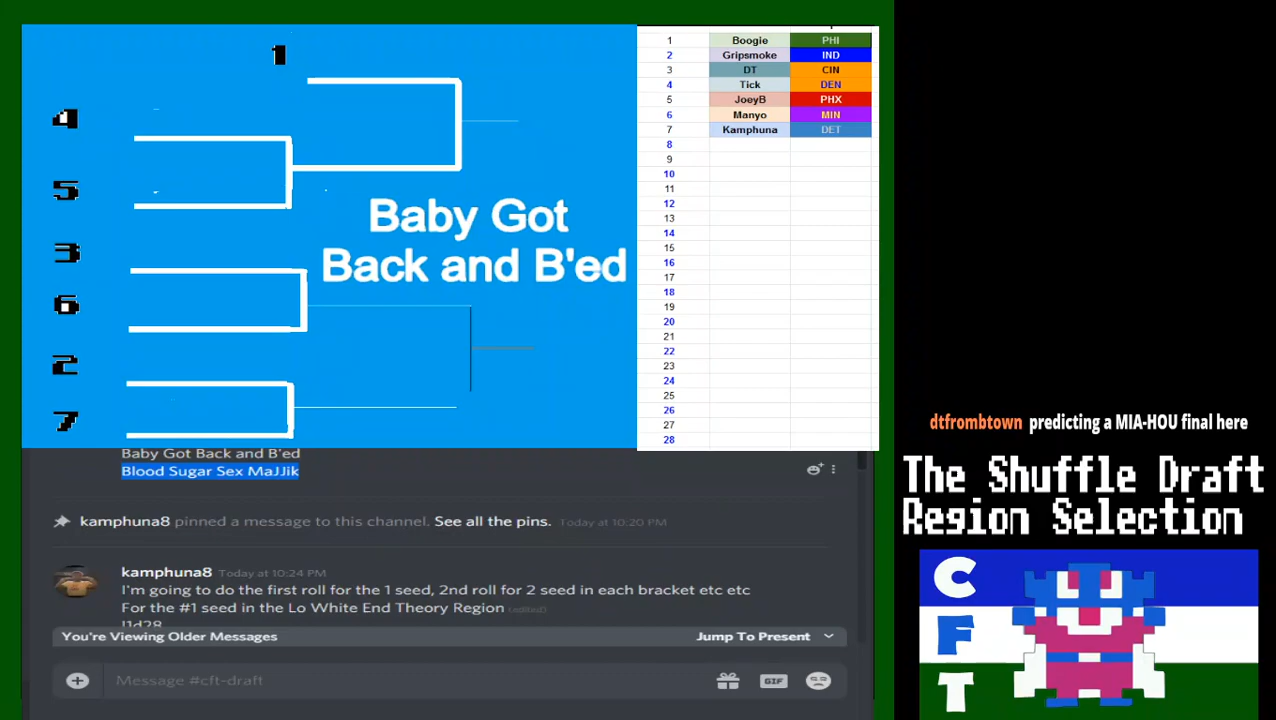 1
4
5
3
6
2
7
Baby Got
Back and B'ed
1 Boogie PHI
2 Gripsmoke IND
3 DT CIN
4 Tick DEN
5 JoeyB PHX
6 Manyo MIN
7 Kamphuna DET
8
9
10
11
12
13
14
15
16
17
18
19
20
21
22
23
24
25
26
27
28
Baby Got Back and B'ed
Blood Sugar Sex MaJJik
kamphuna8 pinned a message to this channel. See all the pins. Today at 10:20 PM
kamphuna8 Today at 10:24 PM
I'm going to do the first roll for the 1 seed, 2nd roll for 2 seed in each bracket etc etc
For the #1 seed in the Lo White End Theory Region (edited)
!1d28
You're Viewing Older Messages Jump To Present
Message #cft-draft
GIF
dtfrombtown predicting a MIA-HOU final here
The Shuffle Draft
Region Selection
C
F
T